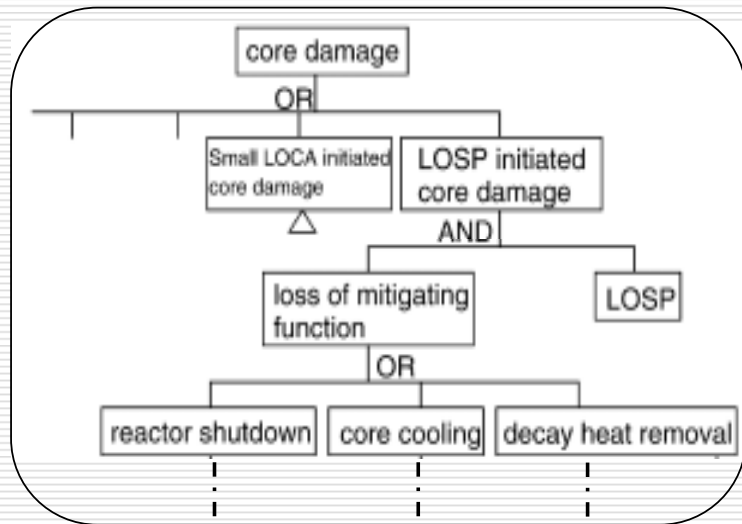 core damage
OR
Small LOCA initiated
core damage
LOSP initiated
core damage
AND
loss of mitigating
function
LOSP
OR
reactor shutdown
core cooling
decay heat removal